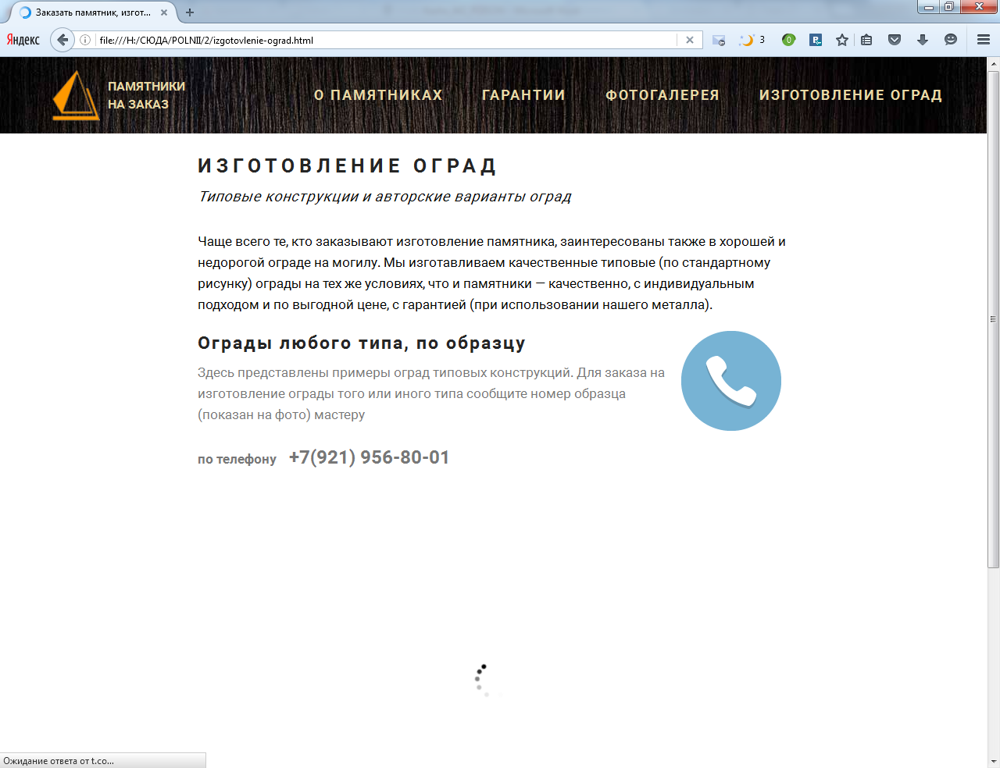 Заказать памятник, изгот...
Яндекс
file:///H:/СЮДА/POLNII/2/izgotovlenie-ograd.html
3
0
ПАМЯТНИКИ
НА ЗАКАЗ
О ПАМЯТНИКАХ
ГАРАНТИИ
ФОТОГАЛЕРЕЯ
ИЗГОТОВЛЕНИЕ ОГРАД
ИЗГОТОВЛЕНИЕ ОГРАД
Типовые конструкции и авторские варианты оград
Чаще всего те, кто заказывают изготовление памятника, заинтересованы также в хорошей и
недорогой ограде на могилу. Мы изготавливаем качественные типовые (по стандартному
рисунку) ограды на тех же условиях, что и памятники — качественно, с индивидуальным
подходом и по выгодной цене, с гарантией (при использовании нашего металла).
Ограды любого типа, по образцу
Здесь представлены примеры оград типовых конструкций. Для заказа на
изготовление ограды того или иного типа сообщите номер образца
(показан на фото) мастеру
по телефону +7(921) 956-80-01
Ожидание ответа от t.co...